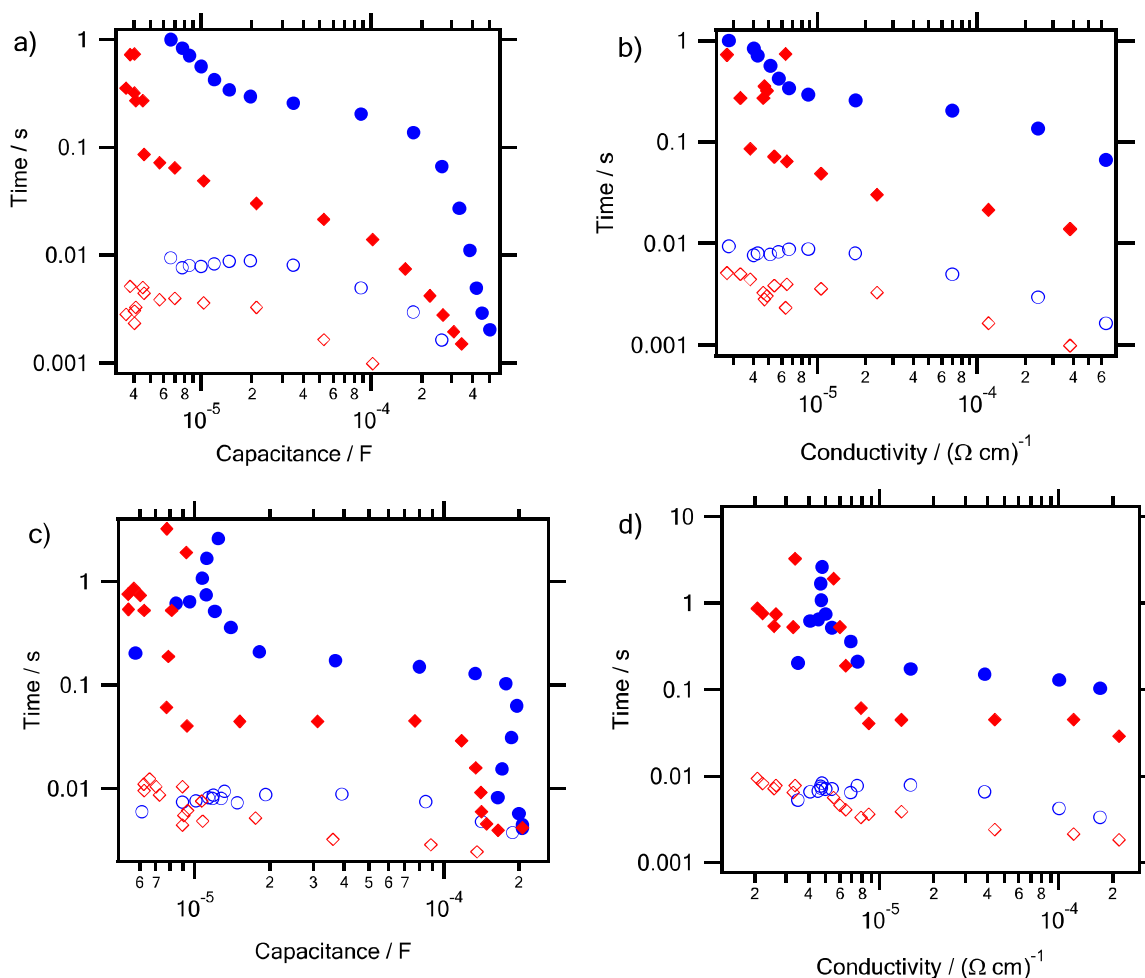 a)
1
0.1
0.01
0.001
Time / s
4 6 8 2 4 6 8 2 4
10-5 10-4
Capacitance / F
b)
1
0.1
0.01
0.001
Time / s
4 6 8 2 4 6 8 2 4 6
10-5 10-4
Conductivity / (Ω cm)-1
c)
1
0.1
0.01
Time / s
6 7 2 3 4 5 6 7 2
10-5 10-4
Capacitance / F
d)
10
1
0.1
0.01
0.001
Time / s
2 4 6 8 2 4 6 8 2
10-5 10-4
Conductivity / (Ω cm)-1